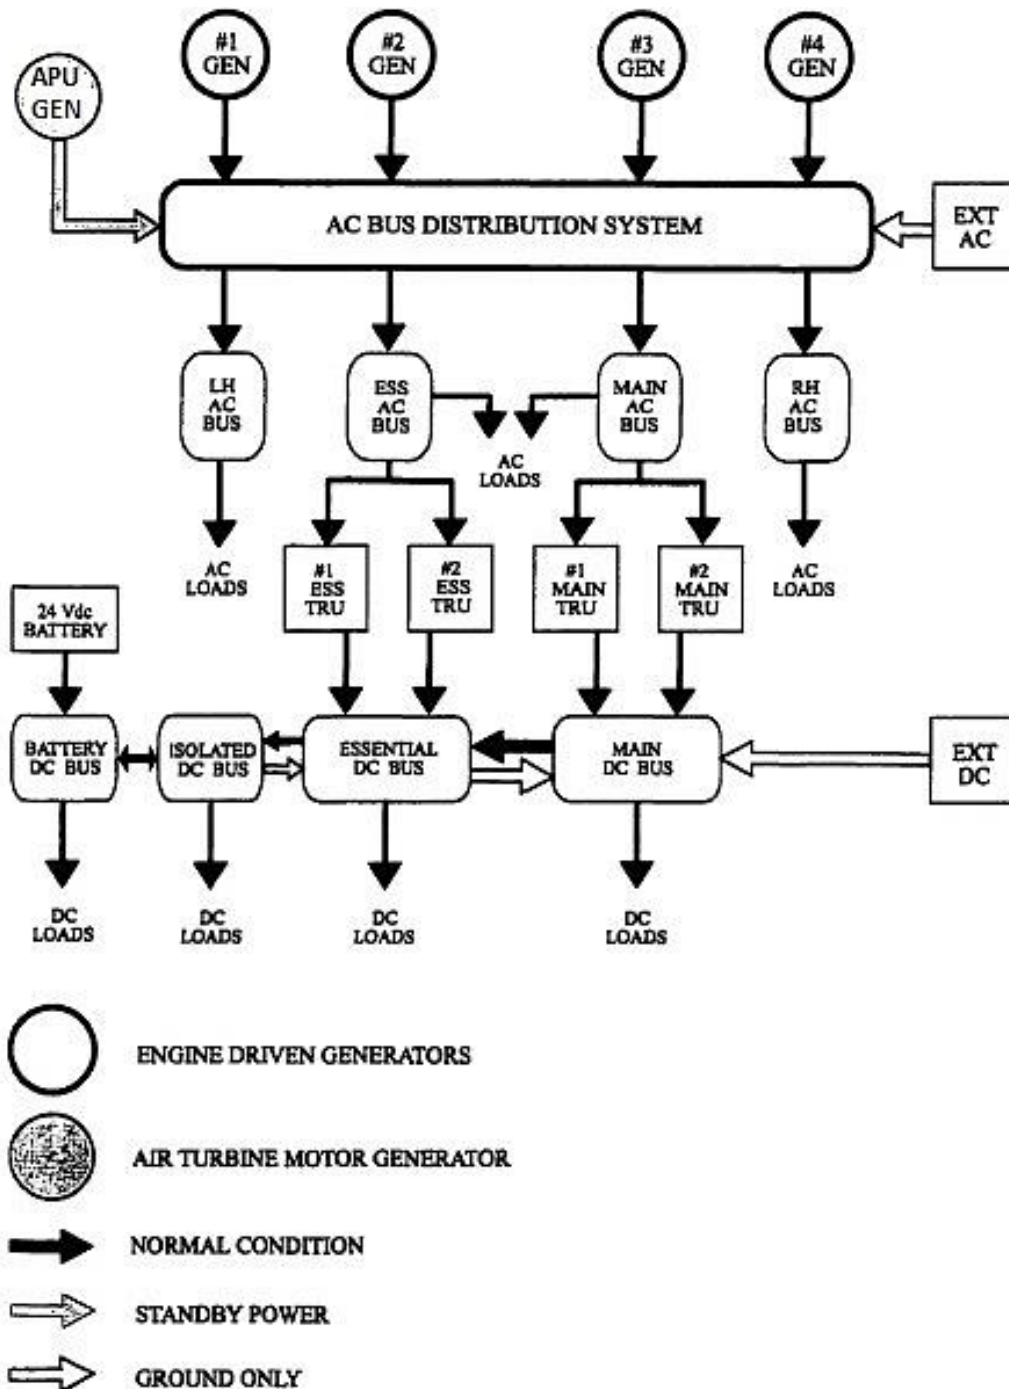 #1
GEN
#2
GEN
#3
GEN
#4
GEN
APU
GEN
AC BUS DISTRIBUTION SYSTEM
EXT
AC
LH
AC
BUS
ESS
AC
BUS
MAIN
AC
BUS
RH
AC
BUS
AC
LOADS
AC
LOADS
AC
LOADS
#1
ESS
TRU
#2
ESS
TRU
#1
MAIN
TRU
#2
MAIN
TRU
24 Vdc
BATTERY
BATTERY
DC BUS
ISOLATED
DC BUS
ESSENTIAL
DC BUS
MAIN
DC BUS
EXT
DC
DC
LOADS
DC
LOADS
DC
LOADS
DC
LOADS
ENGINE DRIVEN GENERATORS
AIR TURBINE MOTOR GENERATOR
NORMAL CONDITION
STANDBY POWER
GROUND ONLY